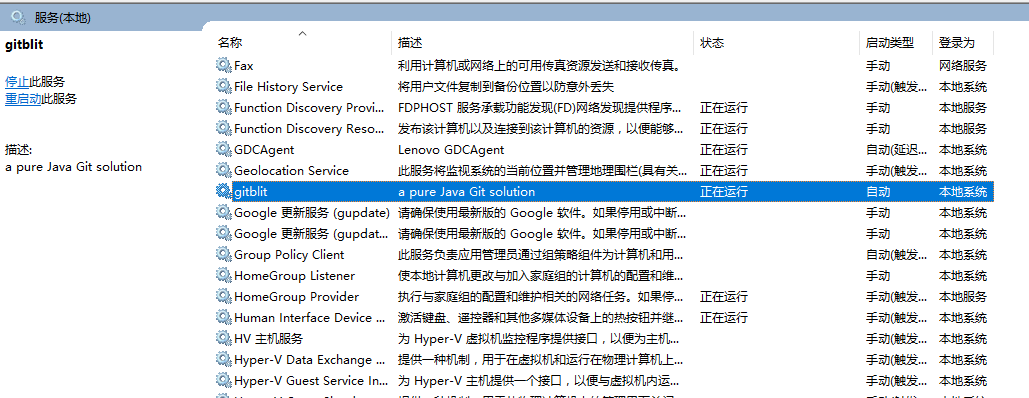 服务(本地)
gitblit
停止此服务
重启动此服务
描述:
a pure Java Git solution
名称 描述 状态 启动类型 登录为
Fax 利用计算机或网络上的可用传真资源发送和接收传真。 手动 网络服务
File History Service 将用户文件复制到备份位置以防意外丢失 手动(触发... 本地系统
Function Discovery Provi... FDPHOST 服务承载功能发现(FD)网络发现提供程序... 正在运行 手动 本地服务
Function Discovery Reso... 发布该计算机以及连接到该计算机的资源，以便能够... 正在运行 手动 本地服务
GDCAgent Lenovo GDCAgent 正在运行 自动(延迟... 本地系统
Geolocation Service 此服务将监视系统的当前位置并管理地理围栏(具有关... 手动(触发... 本地系统
gitblit a pure Java Git solution 正在运行 自动 本地系统
Google 更新服务 (gupdate) 请确保使用最新版的 Google 软件。如果停用或中断... 手动 本地系统
Google 更新服务 (gupdat... 请确保使用最新版的 Google 软件。如果停用或中断... 手动 本地系统
Group Policy Client 此服务负责应用管理员通过组策略组件为计算机和用... 自动(触发... 本地系统
HomeGroup Listener 使本地计算机更改与加入家庭组的计算机的配置和维... 手动 本地系统
HomeGroup Provider 执行与家庭组的配置和维护相关的网络任务。如果停... 正在运行 手动(触发... 本地服务
Human Interface Device ... 激活键盘、遥控器和其他多媒体设备上的热按钮并继... 正在运行 手动(触发... 本地系统
HV 主机服务 为 Hyper-V 虚拟机监控程序提供接口，以便为主机... 手动(触发... 本地系统
Hyper-V Data Exchange ... 提供一种机制，用于在虚拟机和运行在物理计算机上... 手动(触发... 本地系统
Hyper-V Guest Service In... 为 Hyper-V 主机提供一个接口，以便与虚拟机内运... 手动(触发... 本地系统